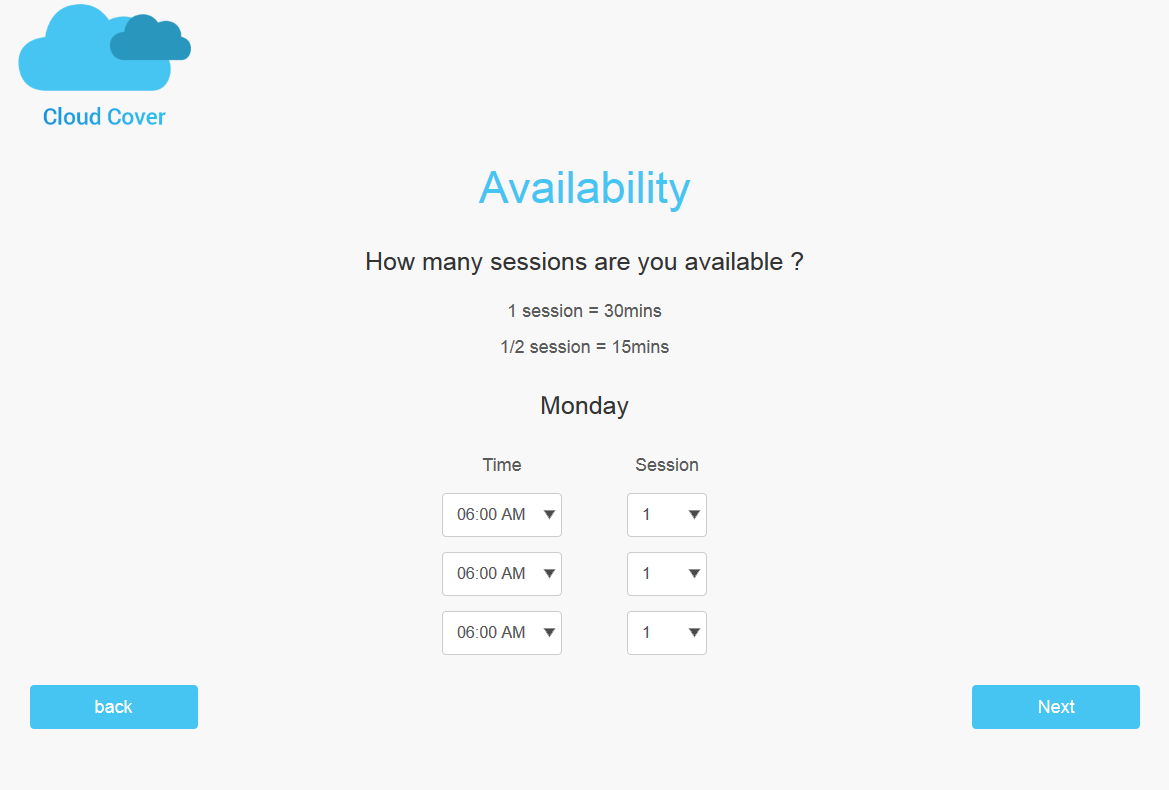 Cloud Cover
Availability
How many sessions are you available ?
1 session = 30mins
1/2 session = 15mins
Monday
Time Session
06:00 AM 1
06:00 AM 1
06:00 AM 1
back Next